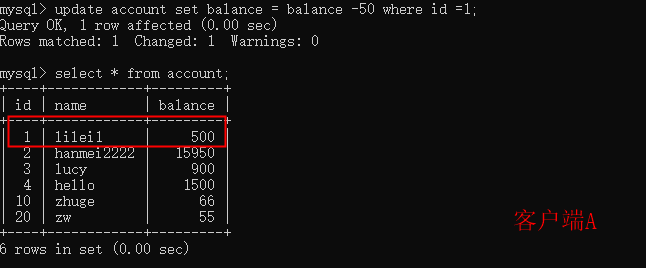 mysql> update account set balance = balance -50 where id =1;
Query OK, 1 row affected (0.00 sec)
Rows matched: 1  Changed: 1  Warnings: 0
mysql> select * from account;
+----+------------+---------+
| id | name       | balance |
+----+------------+---------+
|  1 | lilei1     |     500 |
|  2 | hanmei2222 |   15950 |
|  3 | lucy       |     900 |
|  4 | hello      |    1500 |
| 10 | zhuge      |      66 |
| 20 | zw         |      55 |
+----+------------+---------+
6 rows in set (0.00 sec)
客户端A